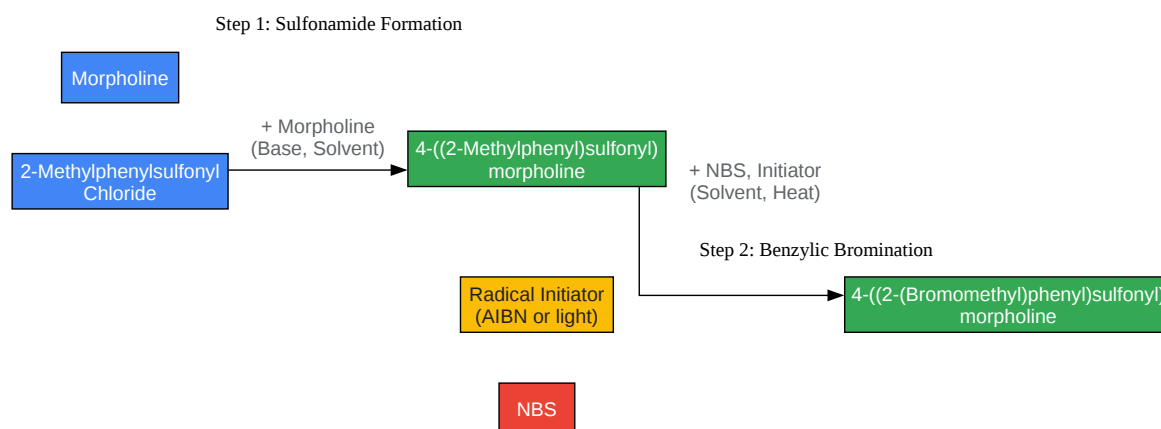 Step 1: Sulfonamide Formation
Morpholine
+ Morpholine
(Base, Solvent)
2-Methylphenylsulfonyl
Chloride
4-((2-Methylphenyl)sulfonyl)
morpholine
+ NBS, Initiator
(Solvent, Heat)
Step 2: Benzylic Bromination
Radical Initiator
(AIBN or light)
4-((2-(Bromomethyl)phenyl)sulfonyl)
morpholine
NBS